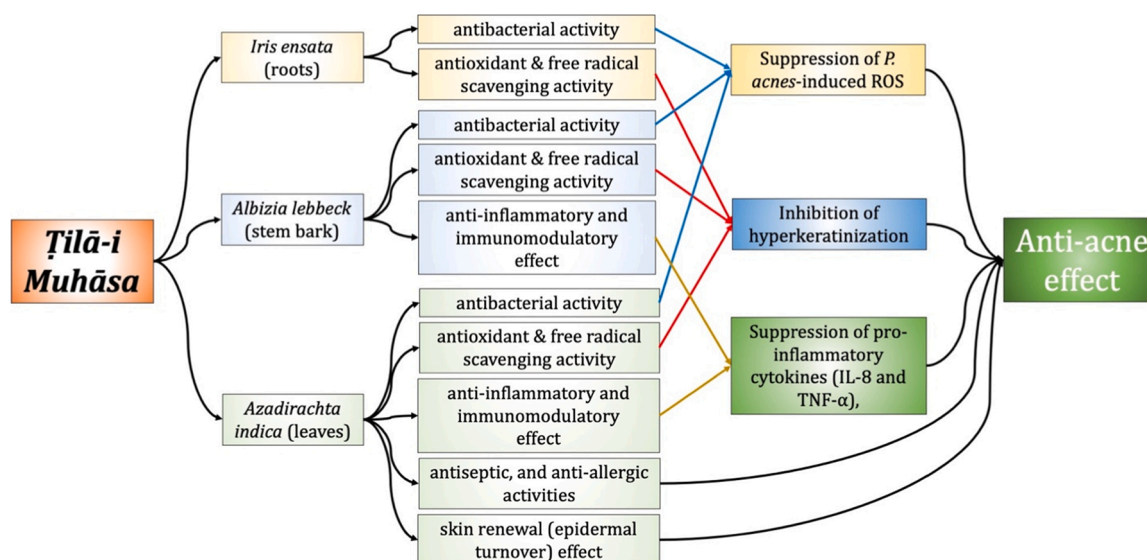 Ṭilā-i
Muhāsa
Iris ensata
(roots)
Albizia lebbeck
(stem bark)
Azadirachta
indica (leaves)
antibacterial activity
antioxidant & free radical
scavenging activity
antibacterial activity
antioxidant & free radical
scavenging activity
anti-inflammatory and
immunomodulatory
effect
antibacterial activity
antioxidant & free radical
scavenging activity
anti-inflammatory and
immunomodulatory
effect
antiseptic, and anti-allergic
activities
skin renewal (epidermal
turnover) effect
Suppression of P.
acnes-induced ROS
Inhibition of
hyperkeratinization
Suppression of pro-
inflammatory
cytokines (IL-8 and
TNF-α),
Anti-acne
effect